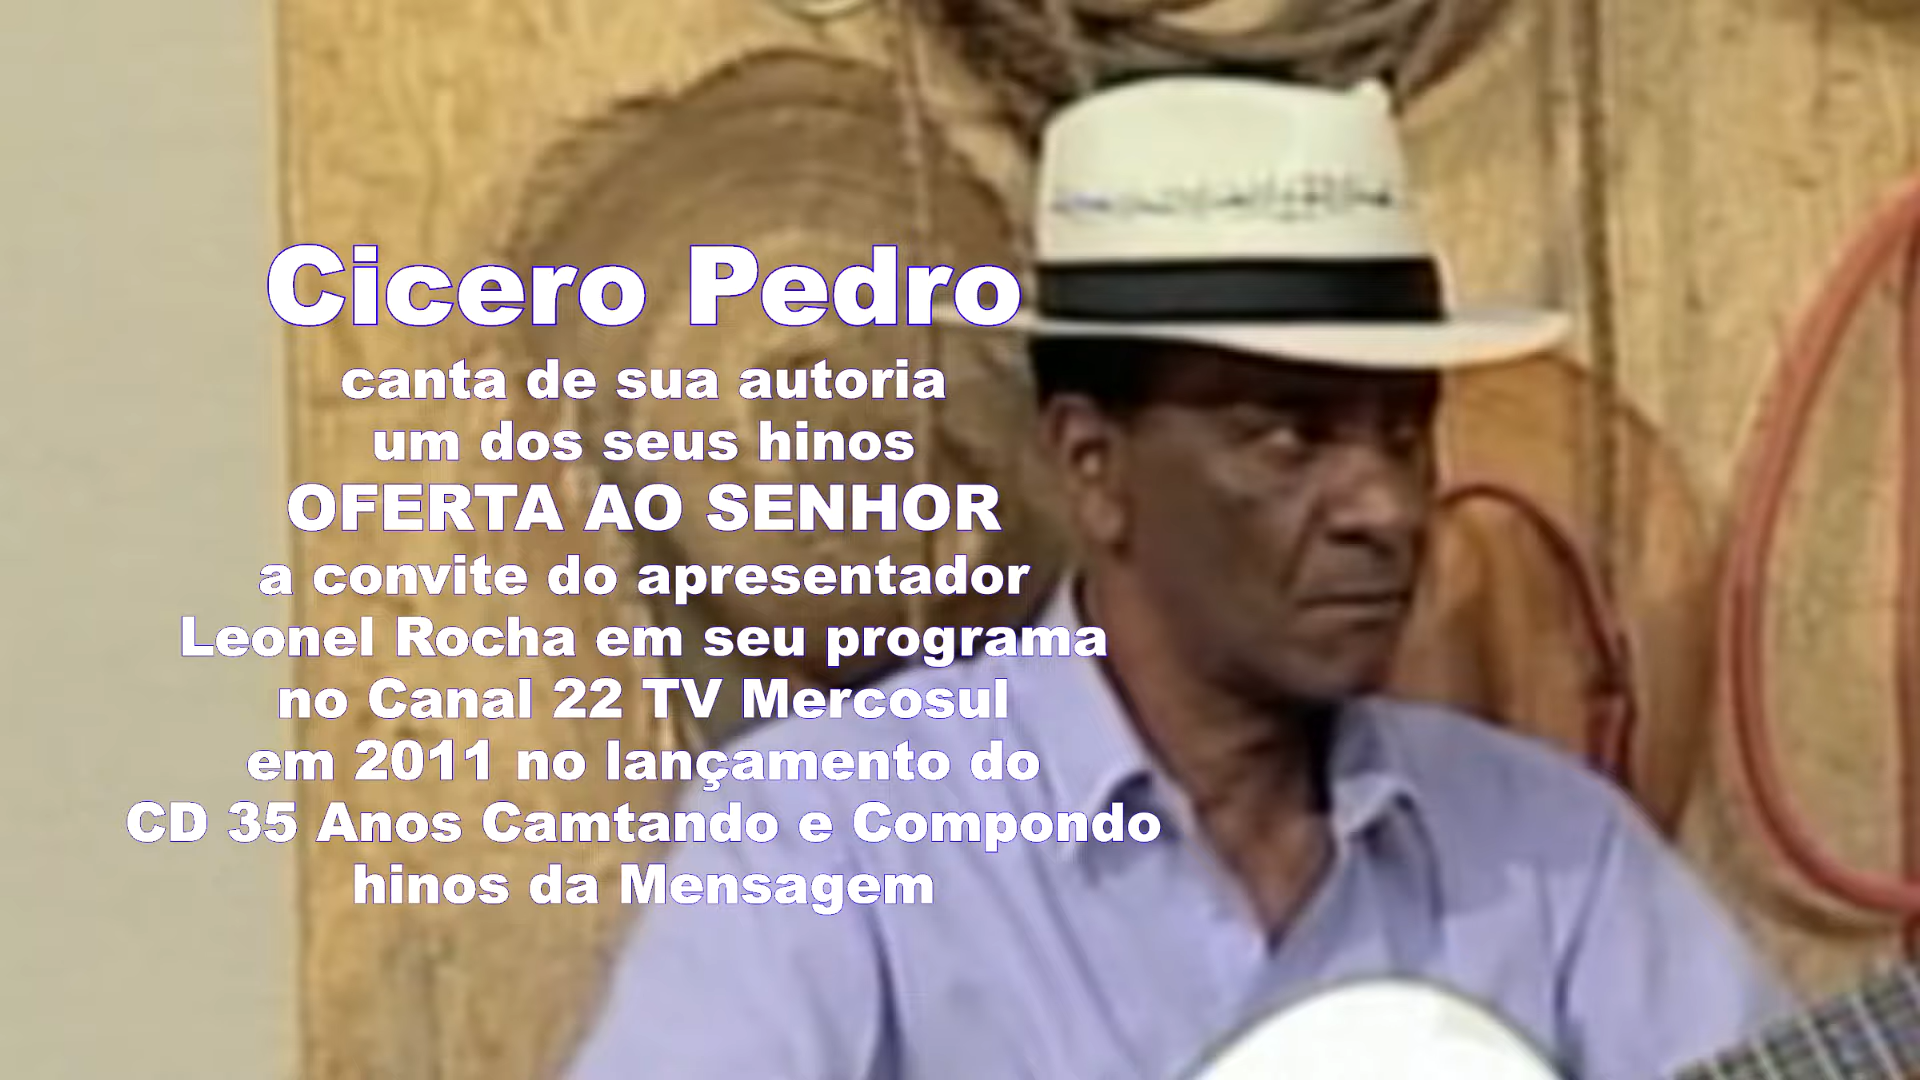 Cicero Pedro
canta de sua autoria
um dos seus hinos
OFERTA AO SENHOR
a convite do apresentador
Leonel Rocha em seu programa
no Canal 22 TV Mercosul
em 2011 no lançamento do
CD 35 Anos Camtando e Compondo
hinos da Mensagem